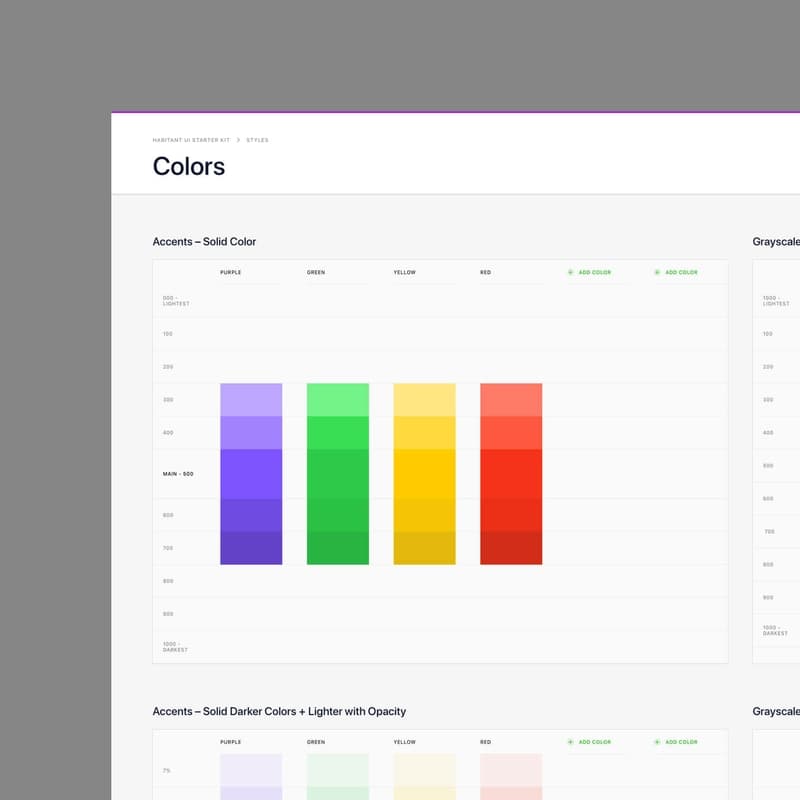 HABITANT UI STARTER KIT > STYLES
Colors
Accents – Solid Color
PURPLE GREEN YELLOW RED ADD COLOR ADD COLOR
000 -
LIGHTEST
100
200
300
400
MAIN - 500
600
700
800
900
1000 -
DARKEST
Grayscale
1000 -
LIGHTEST
100
200
300
400
500
600
700
800
900
1000 -
DARKEST
Accents – Solid Darker Colors + Lighter with Opacity
PURPLE GREEN YELLOW RED ADD COLOR ADD COLOR
75
Grayscale